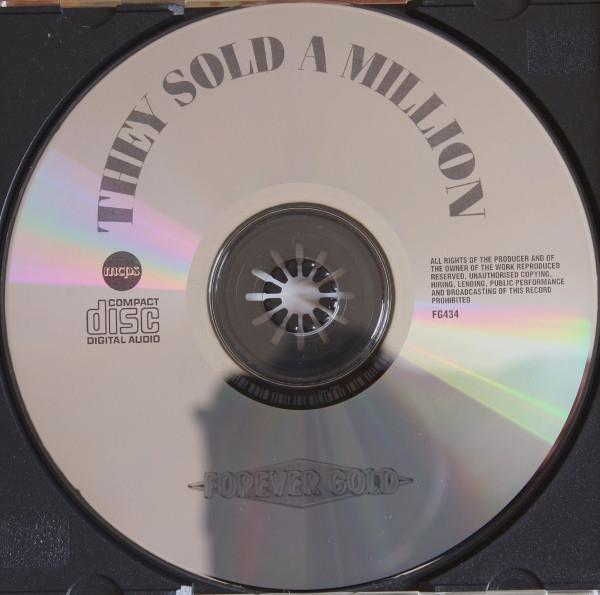 THEY SOLD A MILLION
mcps
COMPACT
disc
DIGITAL AUDIO
ALL RIGHTS OF THE PRODUCER AND OF
THE OWNER OF THE WORK REPRODUCED
RESERVED, UNAUTHORISED COPYING,
HIRING, LENDING, PUBLIC PERFORMANCE
AND BROADCASTING OF THIS RECORD
PROHIBITED
FG434
FOREVER GOLD